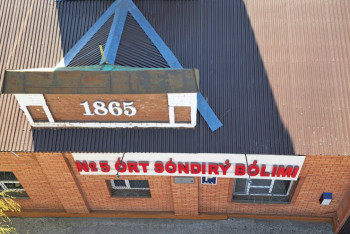 1865
№5 ÓRT SÓNDIRÝ BÓLIMI